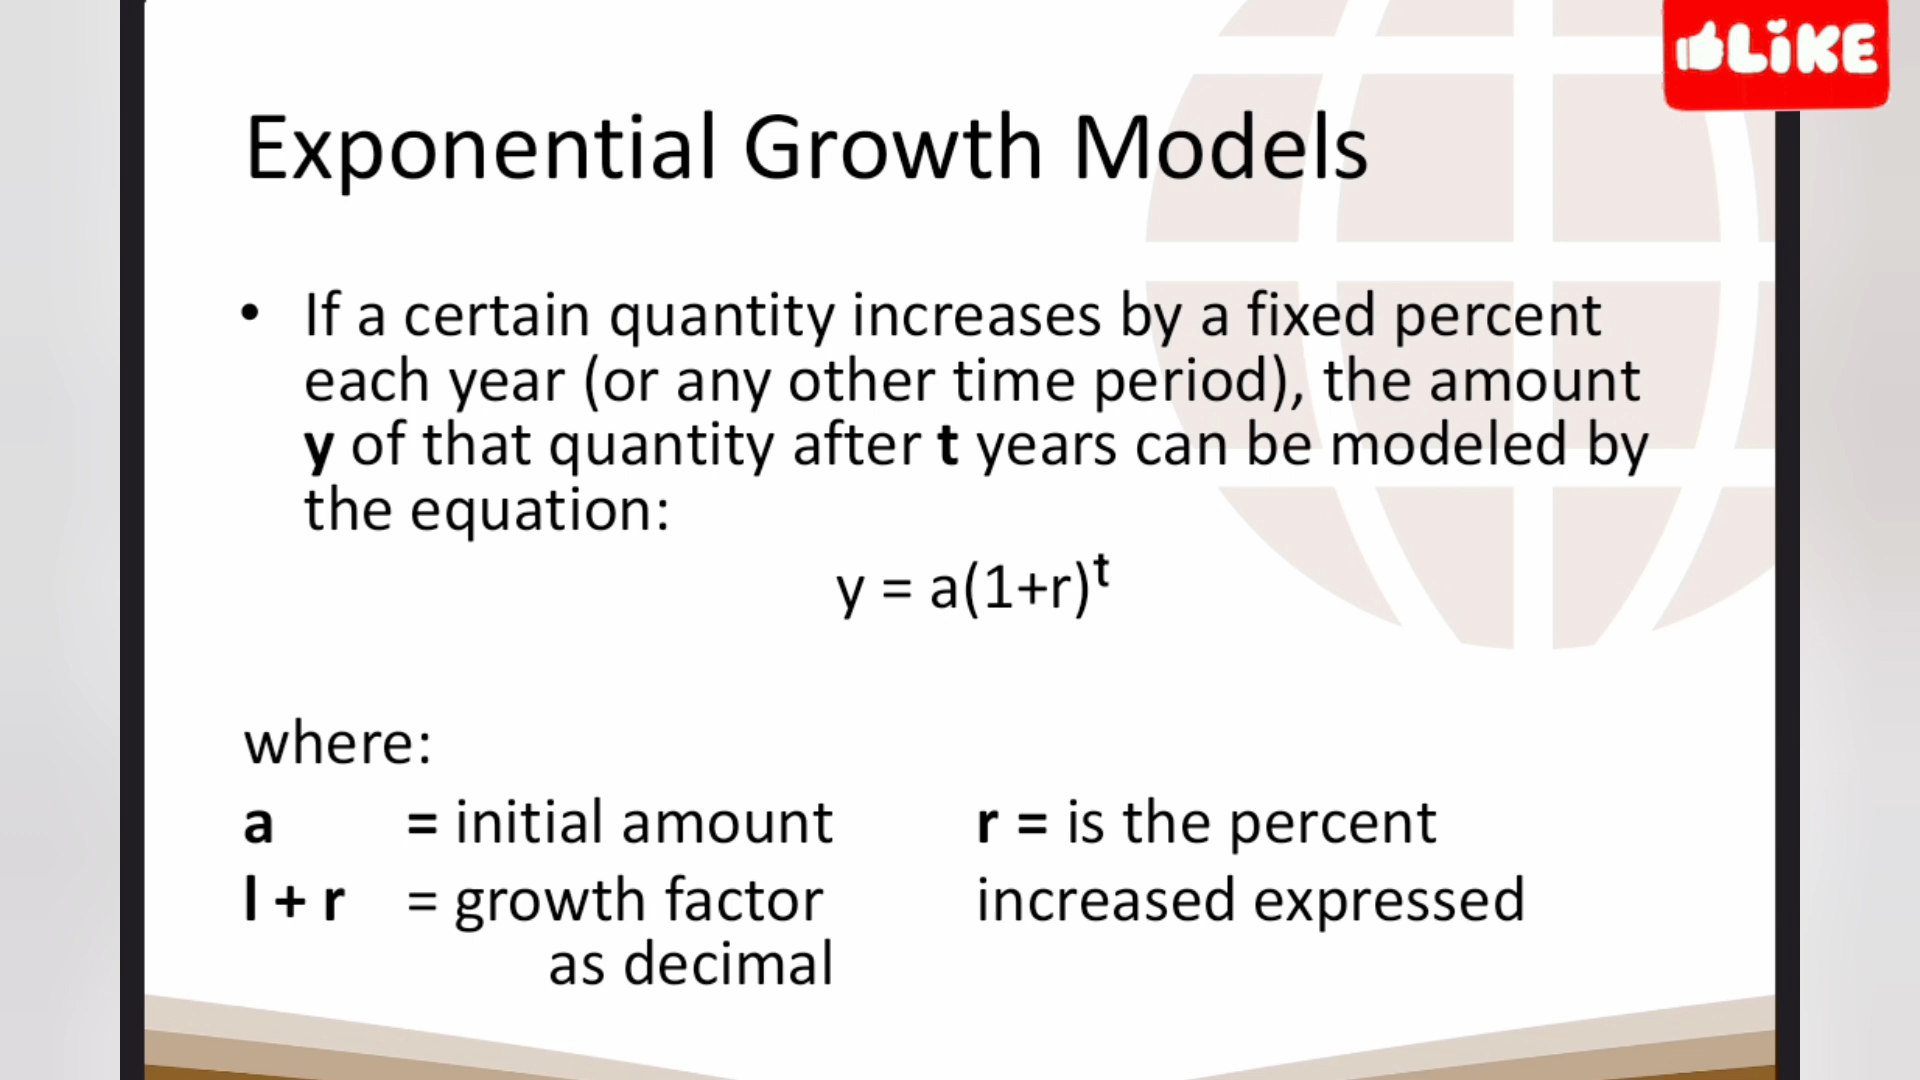 LiKE
Exponential Growth Models
• If a certain quantity increases by a fixed percent
each year (or any other time period), the amount
y of that quantity after t years can be modeled by
the equation:
y = a(1+r)ᵗ
where:
a = initial amount r = is the percent
l + r = growth factor increased expressed
as decimal